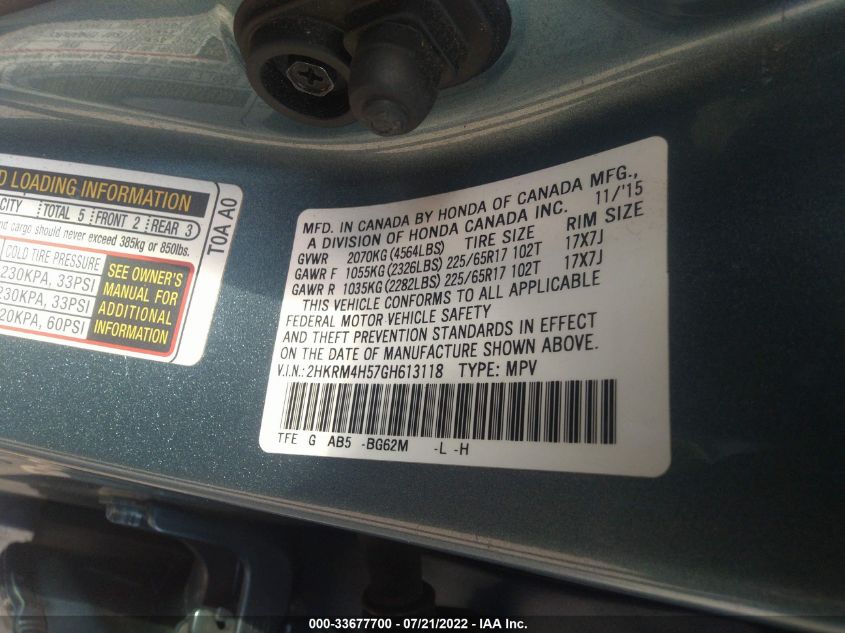 D LOADING INFORMATION
CITY TOTAL 5 FRONT 2 REAR 3
nd cargo should never exceed 385kg or 850lbs.
COLD TIRE PRESSURE
230KPA, 33PSI
230KPA, 33PSI
20KPA, 60PSI
SEE OWNER'S
MANUAL FOR
ADDITIONAL
INFORMATION
TOA A0
MFD. IN CANADA BY HONDA OF CANADA MFG.,
A DIVISION OF HONDA CANADA INC. 11/'15
GVWR 2070KG(4564LBS) TIRE SIZE RIM SIZE
GAWR F 1055KG(2326LBS) 225/65R17 102T 17X7J
GAWR R 1035KG(2282LBS) 225/65R17 102T 17X7J
THIS VEHICLE CONFORMS TO ALL APPLICABLE
FEDERAL MOTOR VEHICLE SAFETY
AND THEFT PREVENTION STANDARDS IN EFFECT
ON THE DATE OF MANUFACTURE SHOWN ABOVE.
V.I.N.: 2HKRM4H57GH613118 TYPE: MPV
TFE G AB5 -BG62M -L -H
000-33677700 - 07/21/2022 - IAA Inc.